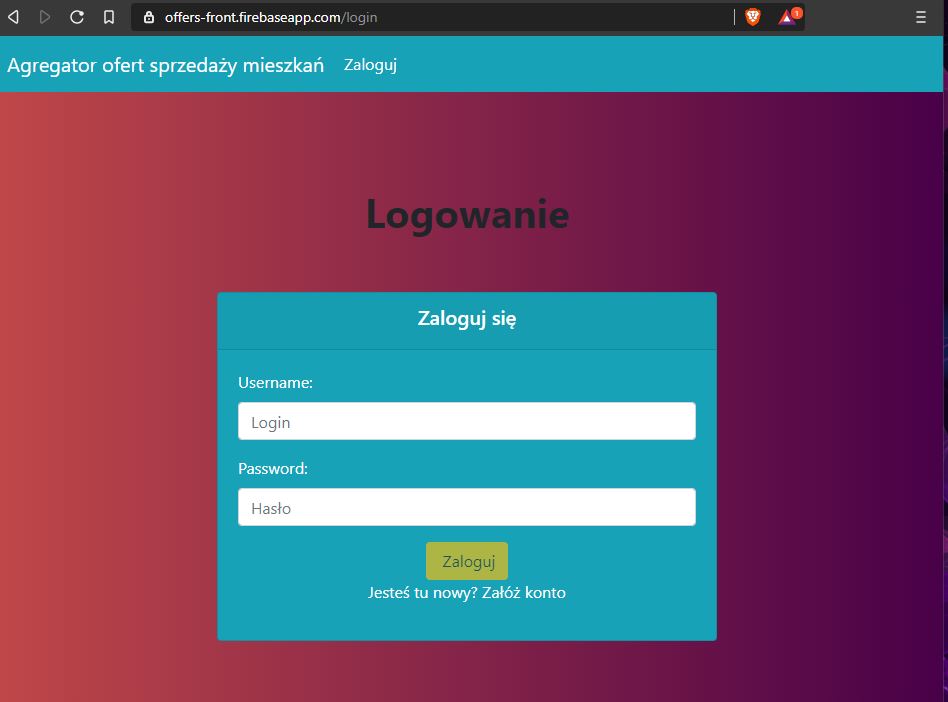 offers-front.firebaseapp.com/login
1
Agregator ofert sprzedaży mieszkań Zaloguj
Logowanie
Zaloguj się
Username:
Login
Password:
Hasło
Zaloguj
Jesteś tu nowy? Załóż konto